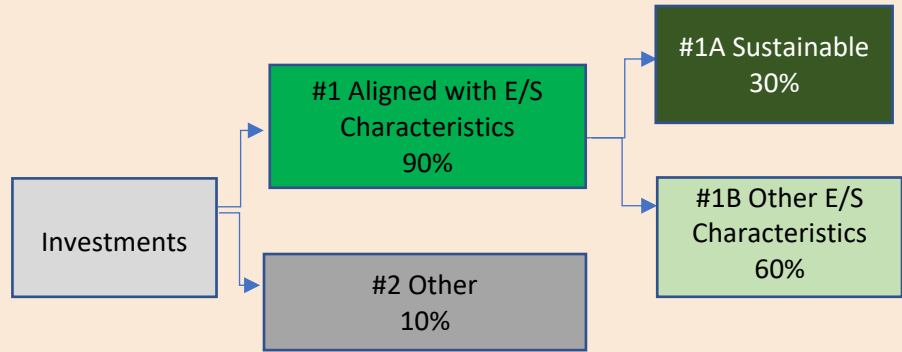 Investments
#1 Aligned with E/S
Characteristics
90%
#2 Other
10%
#1A Sustainable
30%
#1B Other E/S
Characteristics
60%